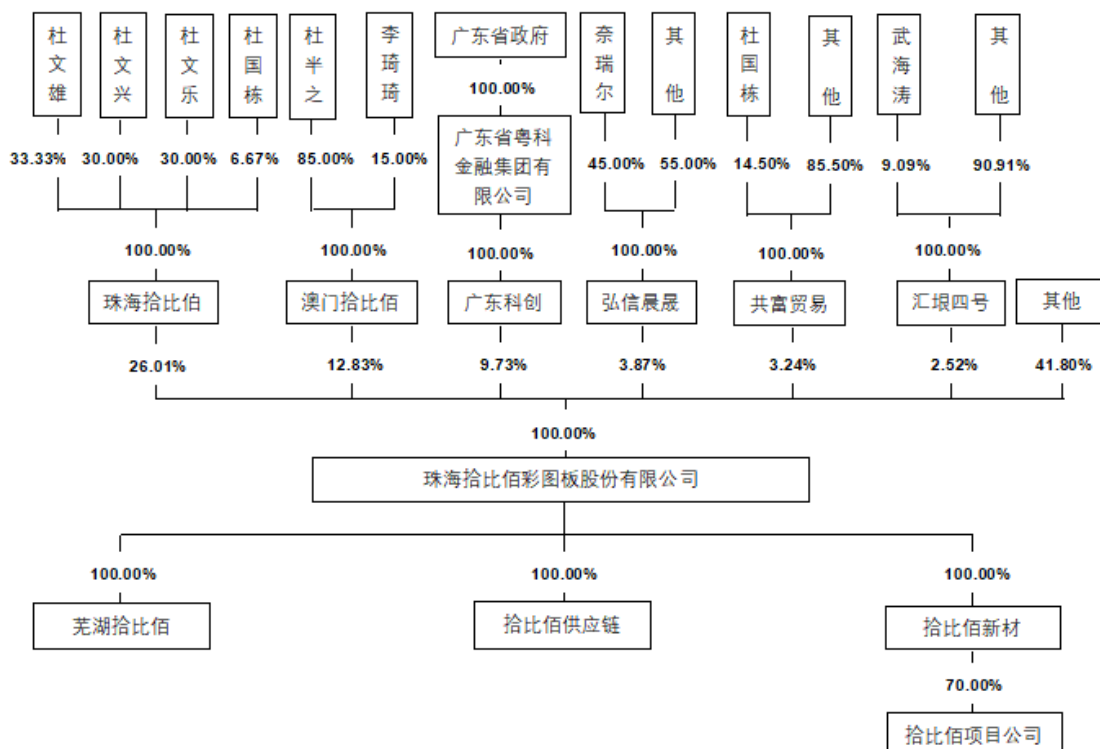 杜文雄
杜文兴
杜文乐
杜国栋
杜半之
李琦琦
广东省政府
奈瑞尔
其他
杜国栋
其他
武海涛
其他
100.00%
广东省粤科
金融集团有
限公司
33.33%
30.00%
30.00%
6.67%
85.00%
15.00%
45.00%
55.00%
14.50%
85.50%
9.09%
90.91%
100.00%
100.00%
100.00%
100.00%
100.00%
100.00%
珠海拾比伯
澳门拾比佰
广东科创
弘信晨晟
共富贸易
汇垠四号
其他
26.01%
12.83%
9.73%
3.87%
3.24%
2.52%
41.80%
100.00%
珠海拾比佰彩图板股份有限公司
100.00%
100.00%
100.00%
芜湖拾比佰
拾比佰供应链
拾比佰新材
70.00%
拾比佰项目公司